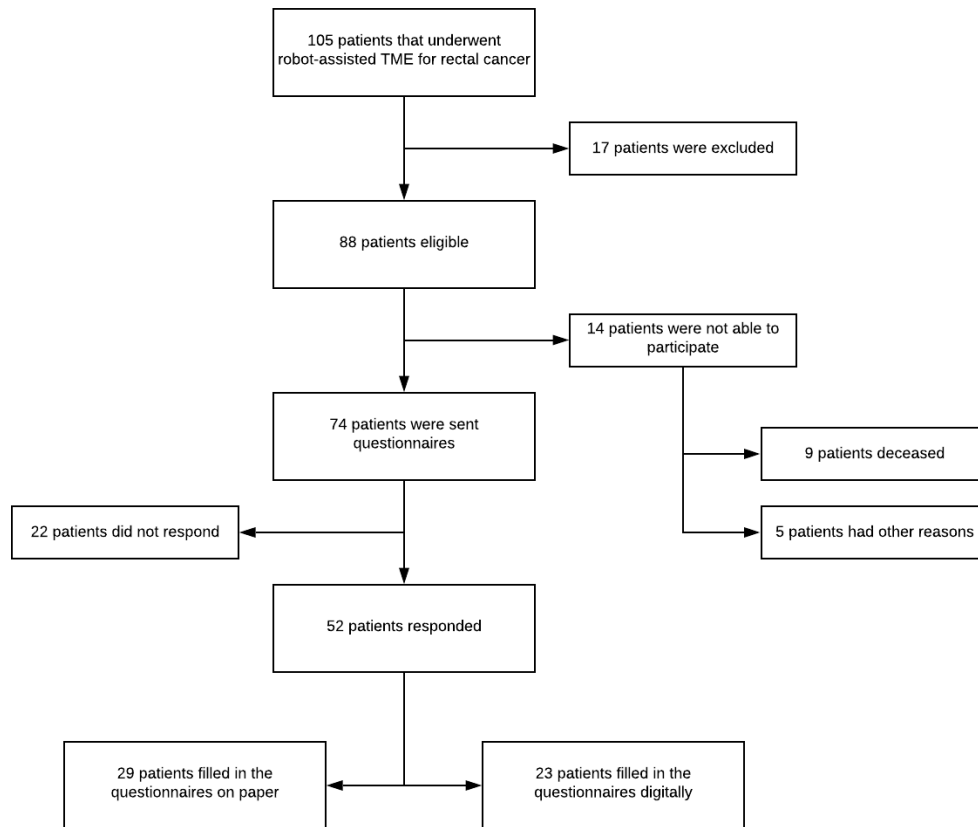 105 patients that underwent
robot-assisted TME for rectal cancer
17 patients were excluded
88 patients eligible
14 patients were not able to
participate
74 patients were sent
questionnaires
9 patients deceased
22 patients did not respond
5 patients had other reasons
52 patients responded
29 patients filled in the
questionnaires on paper
23 patients filled in the
questionnaires digitally